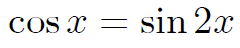 cos x = sin 2x